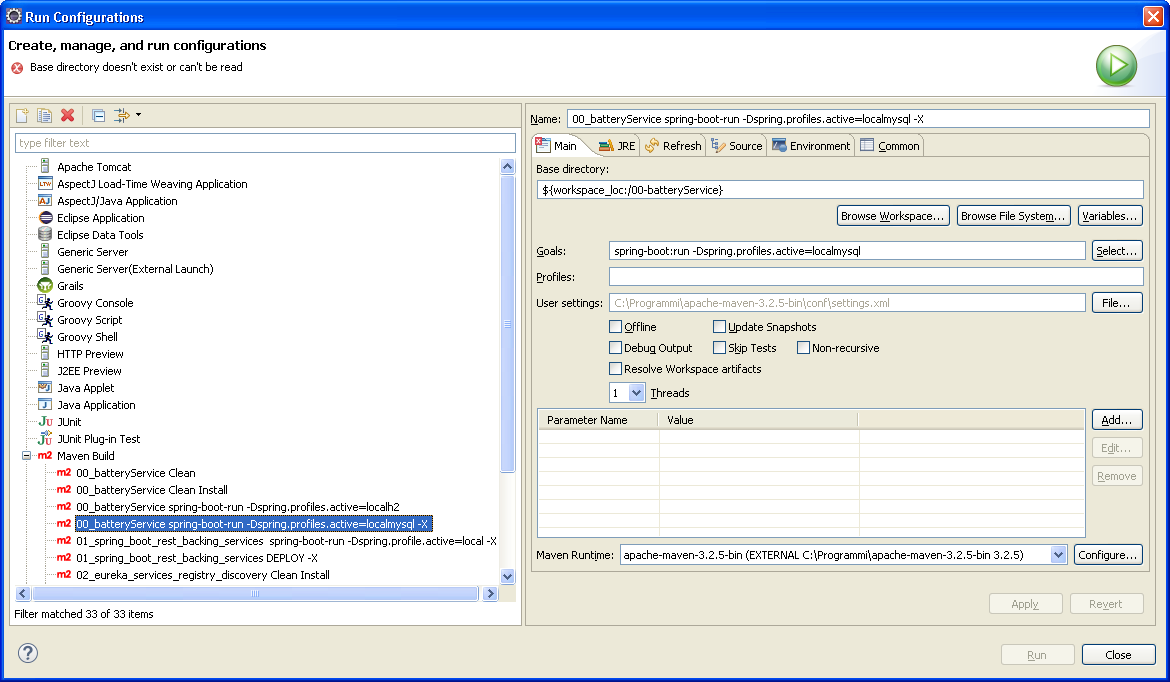 Run Configurations
Create, manage, and run configurations
Base directory doesn't exist or can't be read
type filter text
Apache Tomcat
AspectJ Load-Time Weaving Application
AspectJ/Java Application
Eclipse Application
Eclipse Data Tools
Generic Server
Generic Server(External Launch)
Grails
Groovy Console
Groovy Script
Groovy Shell
HTTP Preview
J2EE Preview
Java Applet
Java Application
JUnit
JUnit Plug-in Test
m2 Maven Build
m2 00_batteryService Clean
m2 00_batteryService Clean Install
m2 00_batteryService spring-boot-run -Dspring.profiles.active=localh2
m2 00_batteryService spring-boot-run -Dspring.profiles.active=localmysql -X
m2 01_spring_boot_rest_backing_services  spring-boot-run -Dspring.profile.active=local -X
m2 01_spring_boot_rest_backing_services DEPLOY -X
m2 02_eureka_services_registry_discovery Clean Install
Filter matched 33 of 33 items
Name: 00_batteryService spring-boot-run -Dspring.profiles.active=localmysql -X
Main JRE Refresh Source Environment Common
Base directory:
${workspace_loc:/00-batteryService}
Browse Workspace... Browse File System... Variables...
Goals: spring-boot:run -Dspring.profiles.active=localmysql Select...
Profiles:
User settings: C:\Programmi\apache-maven-3.2.5-bin\conf\settings.xml File...
Offline Update Snapshots
Debug Output Skip Tests Non-recursive
Resolve Workspace artifacts
1 Threads
Parameter Name Value Add...
Edit...
Remove
Maven Runtime: apache-maven-3.2.5-bin (EXTERNAL C:\Programmi\apache-maven-3.2.5-bin 3.2.5) Configure...
Apply Revert
? Run Close